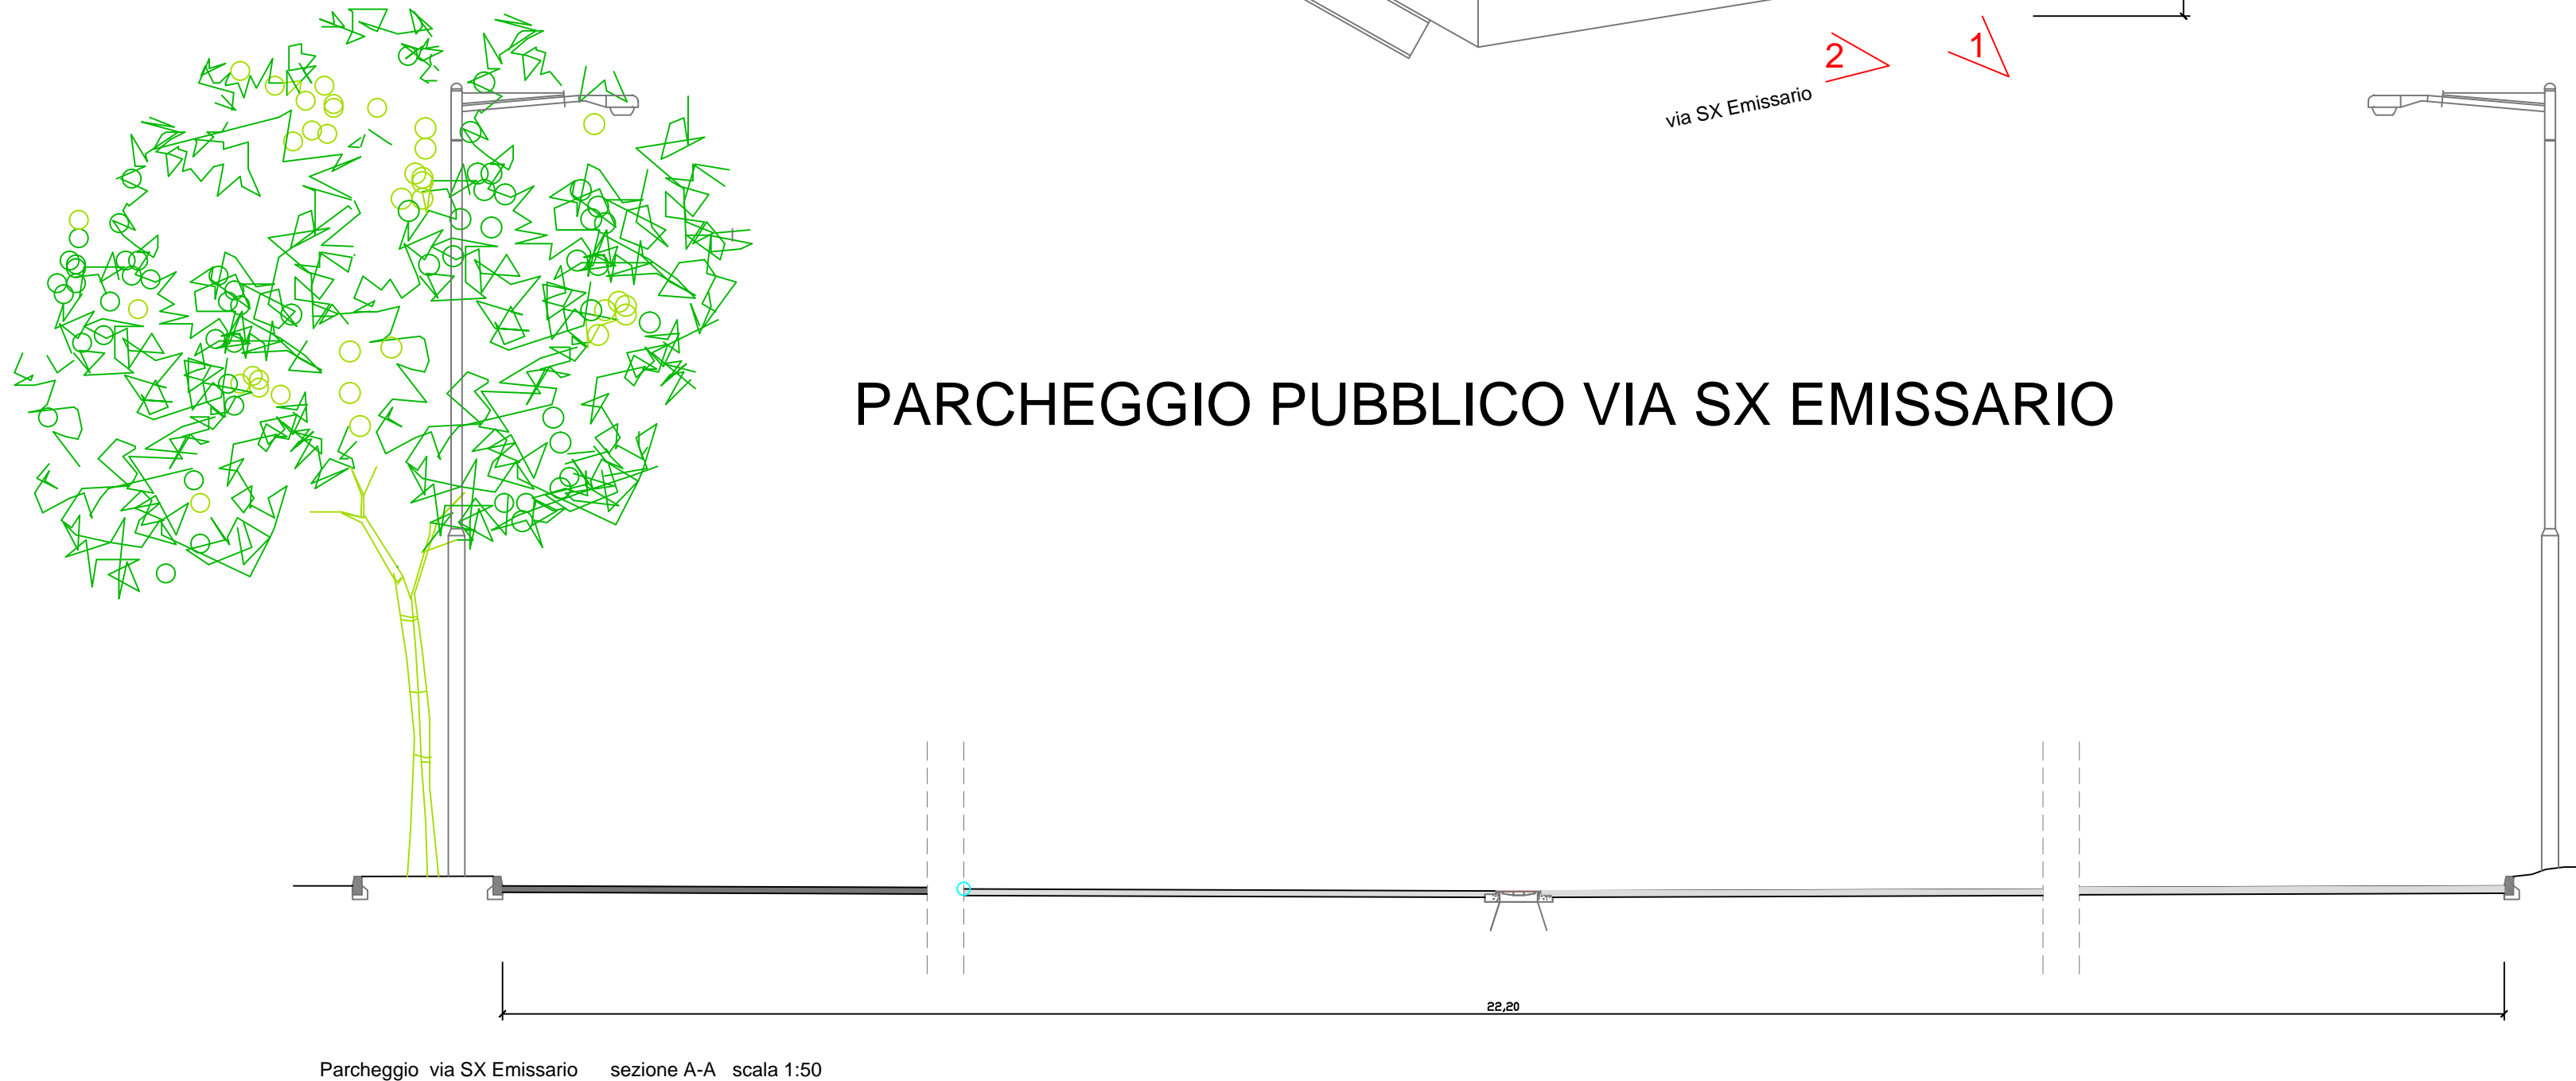 2
1
via SX Emissario
PARCHEGGIO PUBBLICO VIA SX EMISSARIO
22,20
Parcheggio via SX Emissario sezione A-A scala 1:50